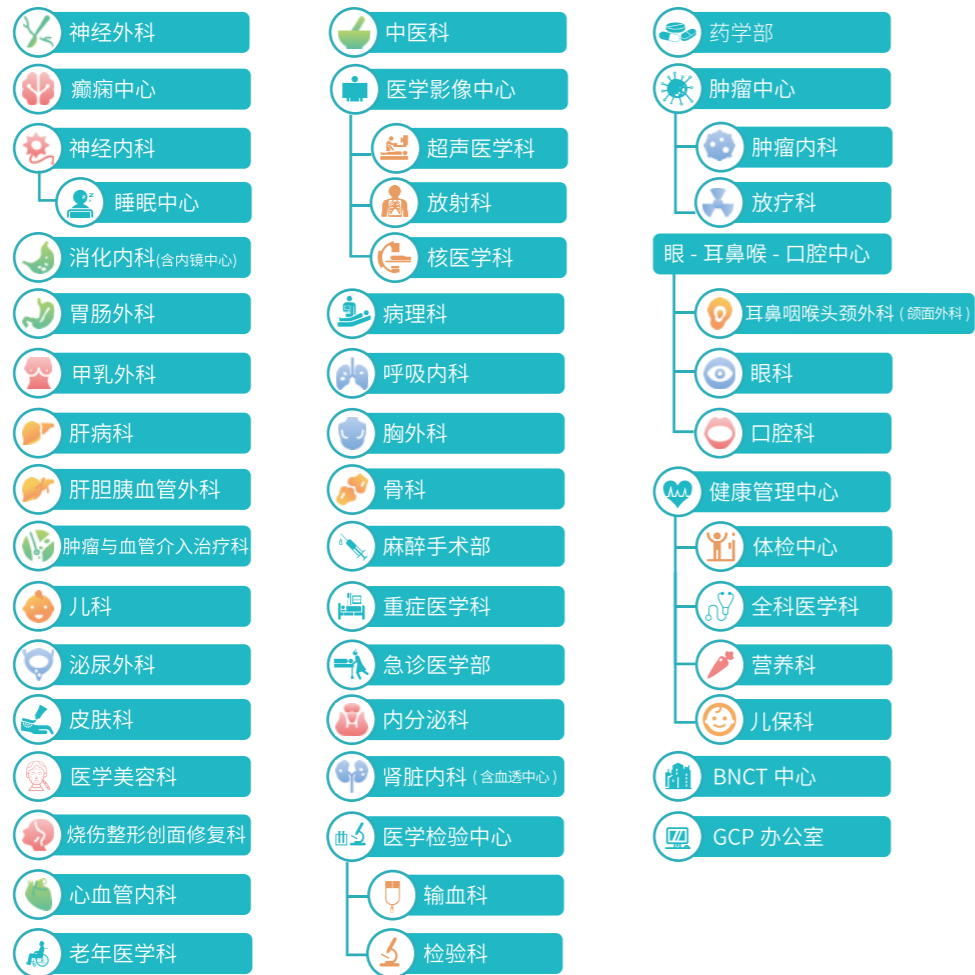 神经外科
癫痫中心
神经内科
睡眠中心
消化内科(含内镜中心)
胃肠外科
甲乳外科
肝病科
肝胆胰血管外科
肿瘤与血管介入治疗科
儿科
泌尿外科
皮肤科
医学美容科
烧伤整形创面修复科
心血管内科
老年医学科
中医科
医学影像中心
超声医学科
放射科
核医学科
病理科
呼吸内科
胸外科
骨科
麻醉手术部
重症医学科
急诊医学部
内分泌科
肾脏内科(含血透中心)
医学检验中心
输血科
检验科
药学部
肿瘤中心
肿瘤内科
放疗科
眼 - 耳鼻喉 - 口腔中心
耳鼻咽喉头颈外科(颌面外科)
眼科
口腔科
健康管理中心
体检中心
全科医学科
营养科
儿保科
BNCT 中心
GCP 办公室